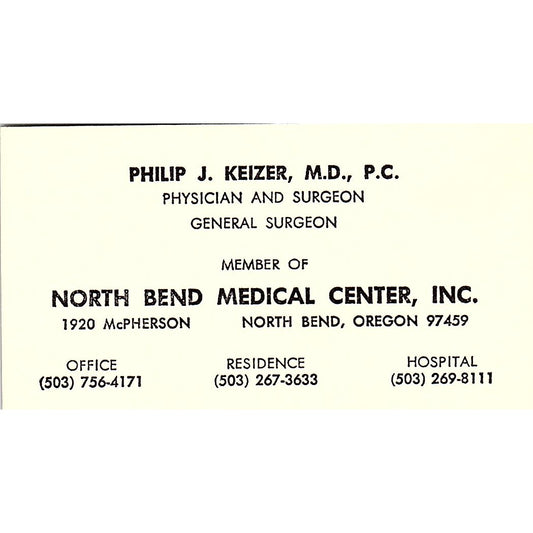 PHILIP J. KEIZER, M.D., P.C.
PHYSICIAN AND SURGEON
GENERAL SURGEON
MEMBER OF
NORTH BEND MEDICAL CENTER, INC.
1920 McPHERSON NORTH BEND, OREGON 97459
OFFICE RESIDENCE HOSPITAL
(503) 756-4171 (503) 267-3633 (503) 269-8111